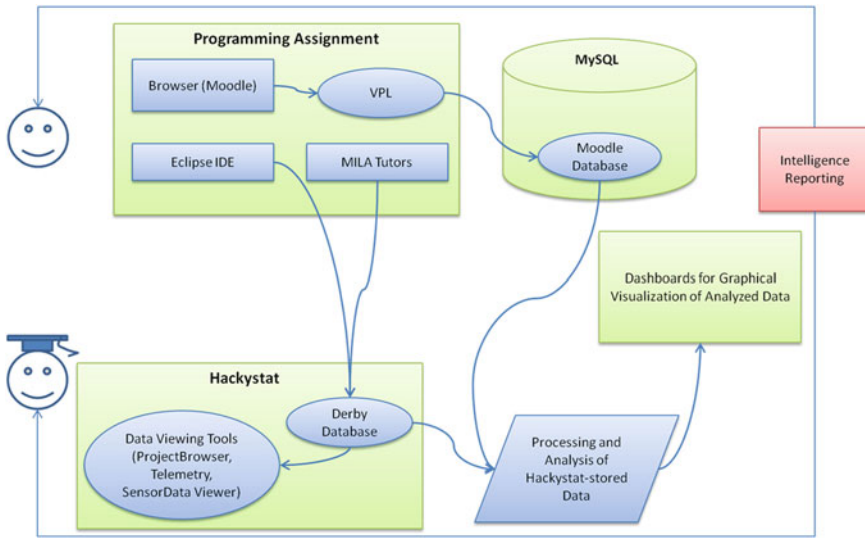 Programming Assignment
Browser (Moodle)
VPL
Eclipse IDE
MILA Tutors
MySQL
Moodle
Database
Intelligence
Reporting
Dashboards for Graphical
Visualization of Analyzed Data
Hackystat
Derby
Database
Data Viewing Tools
(ProjectBrowser,
Telemetry,
SensorData Viewer)
Processing and
Analysis of
Hackystat-stored
Data